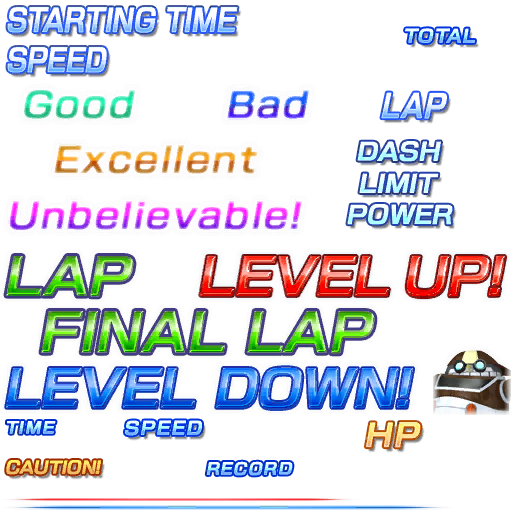 STARTING TIME
TOTAL
SPEED
Good
Bad
LAP
Excellent
DASH
LIMIT
POWER
Unbelievable!
LAP
LEVEL UP!
FINAL LAP
LEVEL DOWN!
TIME
SPEED
HP
CAUTION!
RECORD